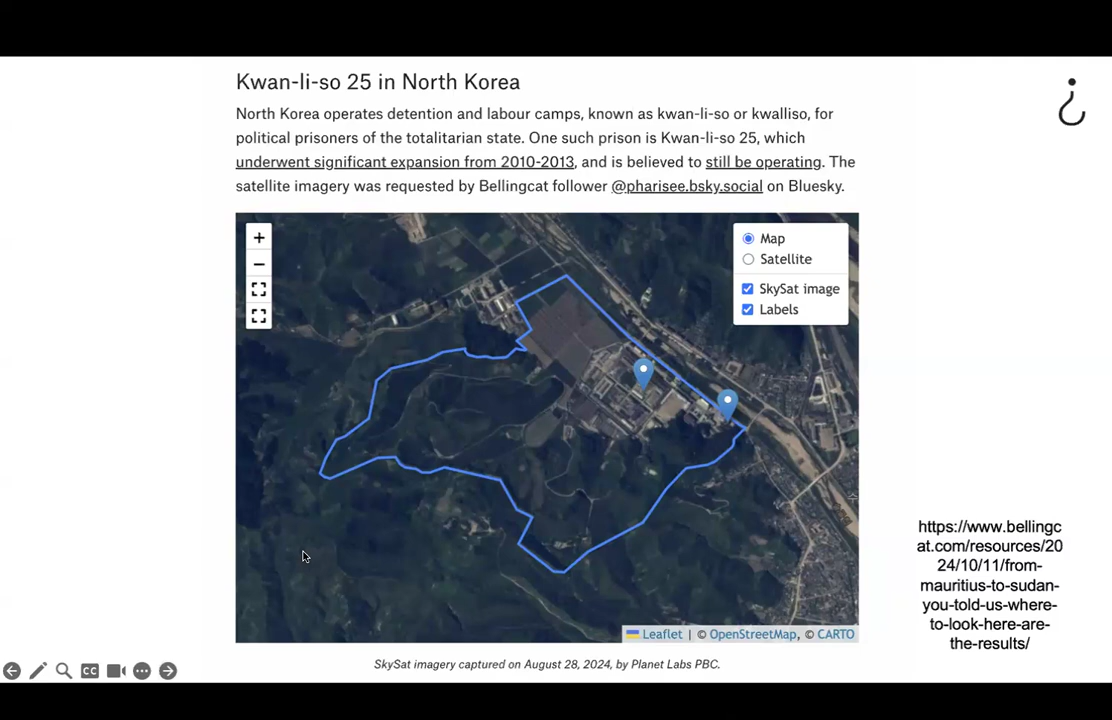 Kwan-li-so 25 in North Korea
North Korea operates detention and labour camps, known as kwan-li-so or kwalliso, for
political prisoners of the totalitarian state. One such prison is Kwan-li-so 25, which
underwent significant expansion from 2010-2013, and is believed to still be operating. The
satellite imagery was requested by Bellingcat follower @pharisee.bsky.social on Bluesky.
+
−
Map
Satellite
SkySat image
Labels
Leaflet | © OpenStreetMap, © CARTO
SkySat imagery captured on August 28, 2024, by Planet Labs PBC.
https://www.bellingc
at.com/resources/20
24/10/11/from-
mauritius-to-sudan-
you-told-us-where-
to-look-here-are-
the-results/
CC